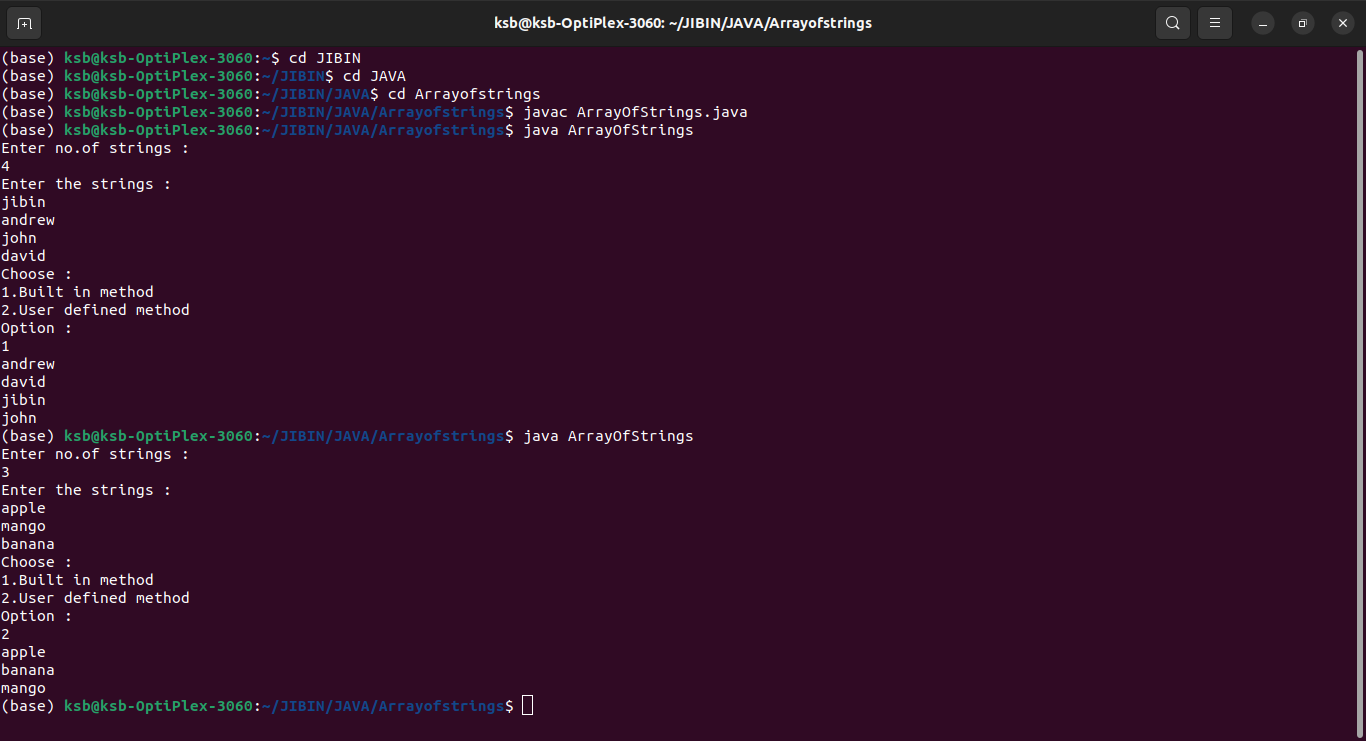 ksb@ksb-OptiPlex-3060: ~/JIBIN/JAVA/Arrayofstrings
(base) ksb@ksb-OptiPlex-3060:~$ cd JIBIN
(base) ksb@ksb-OptiPlex-3060:~/JIBIN$ cd JAVA
(base) ksb@ksb-OptiPlex-3060:~/JIBIN/JAVA$ cd Arrayofstrings
(base) ksb@ksb-OptiPlex-3060:~/JIBIN/JAVA/Arrayofstrings$ javac ArrayOfStrings.java
(base) ksb@ksb-OptiPlex-3060:~/JIBIN/JAVA/Arrayofstrings$ java ArrayOfStrings
Enter no.of strings :
4
Enter the strings :
jibin
andrew
john
david
Choose :
1.Built in method
2.User defined method
Option :
1
andrew
david
jibin
john
(base) ksb@ksb-OptiPlex-3060:~/JIBIN/JAVA/Arrayofstrings$ java ArrayOfStrings
Enter no.of strings :
3
Enter the strings :
apple
mango
banana
Choose :
1.Built in method
2.User defined method
Option :
2
apple
banana
mango
(base) ksb@ksb-OptiPlex-3060:~/JIBIN/JAVA/Arrayofstrings$